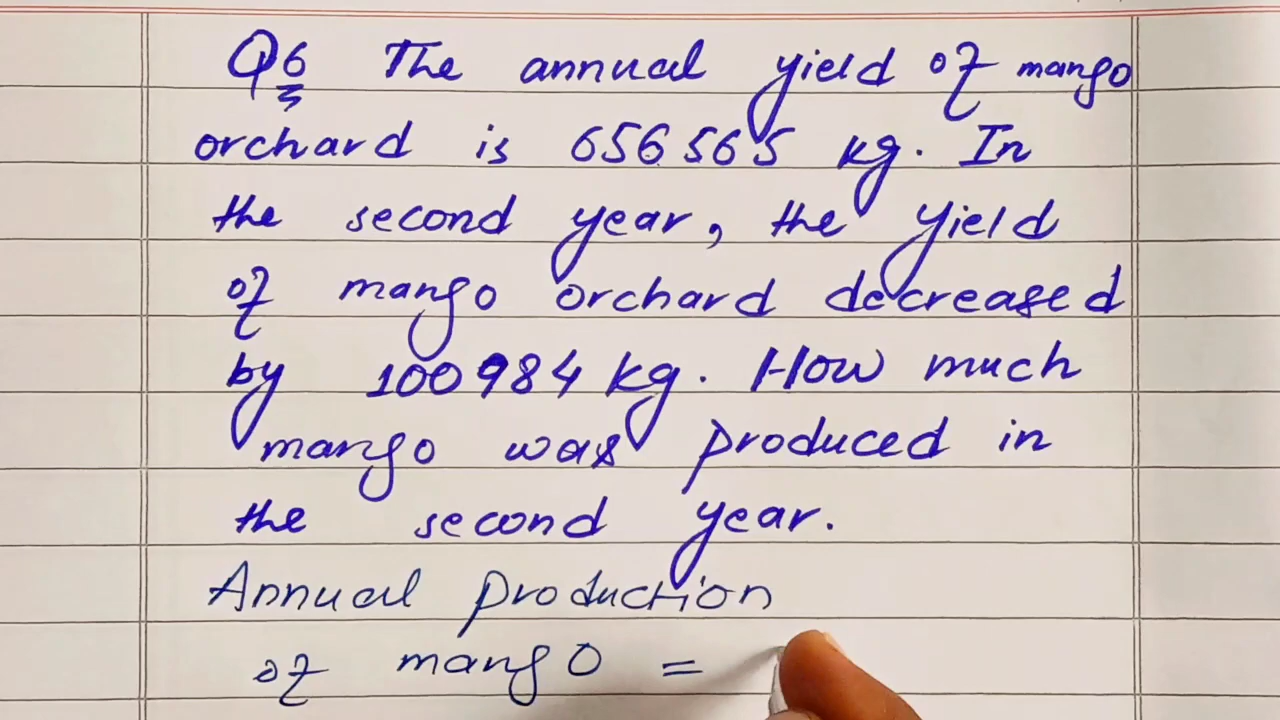 Q6 The annual yield of mango
orchard is 656565 kg. In
the second year, the yield
of mango orchard decreased
by 100984 kg. How much
mango was produced in
the second year.
Annual production
of mango =